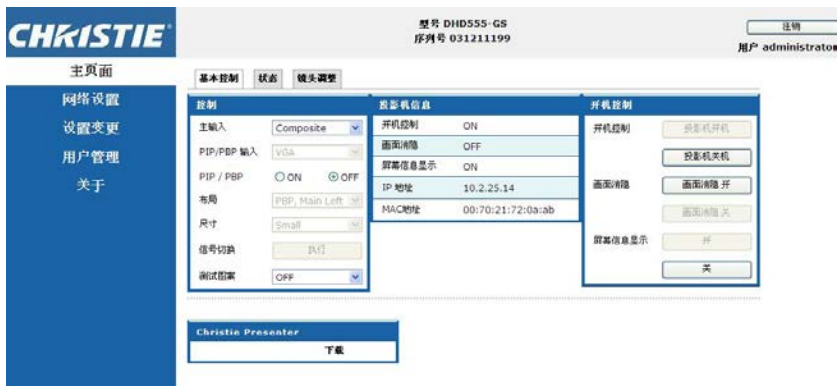 CHRISTIE
型号 DHD555-GS
序列号 031211199
注销
用户 administrator
主页面
网络设置
设置变更
用户管理
关于
基本控制 状态 镜头调整
控制
主输入 Composite
PIP/PBP 输入 VGA
PIP / PBP ON OFF
布局 PBP, Main Left
尺寸 Small
信号切换 执行
测试图案 OFF
投影机信息
开机控制 ON
画面消隐 OFF
屏幕信息显示 ON
IP 地址 10.2.25.14
MAC地址 00:70:21:72:0a:ab
开机控制
开机控制 投影机开机
投影机关机
画面消隐 画面消隐 开
画面消隐 关
屏幕信息显示 开
关
Christie Presenter
下载